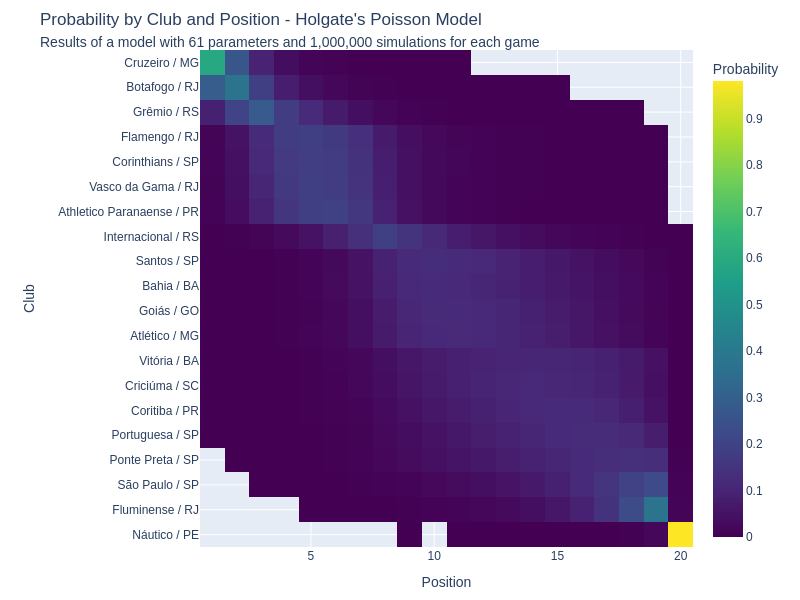 Probability by Club and Position - Holgate's Poisson Model
Results of a model with 61 parameters and 1,000,000 simulations for each game
Probability
Club
Cruzeiro / MG
Botafogo / RJ
Grêmio / RS
Flamengo / RJ
Corinthians / SP
Vasco da Gama / RJ
Athletico Paranaense / PR
Internacional / RS
Santos / SP
Bahia / BA
Goiás / GO
Atlético / MG
Vitória / BA
Criciúma / SC
Coritiba / PR
Portuguesa / SP
Ponte Preta / SP
São Paulo / SP
Fluminense / RJ
Náutico / PE
0.9
0.8
0.7
0.6
0.5
0.4
0.3
0.2
0.1
0
5 10 15 20
Position